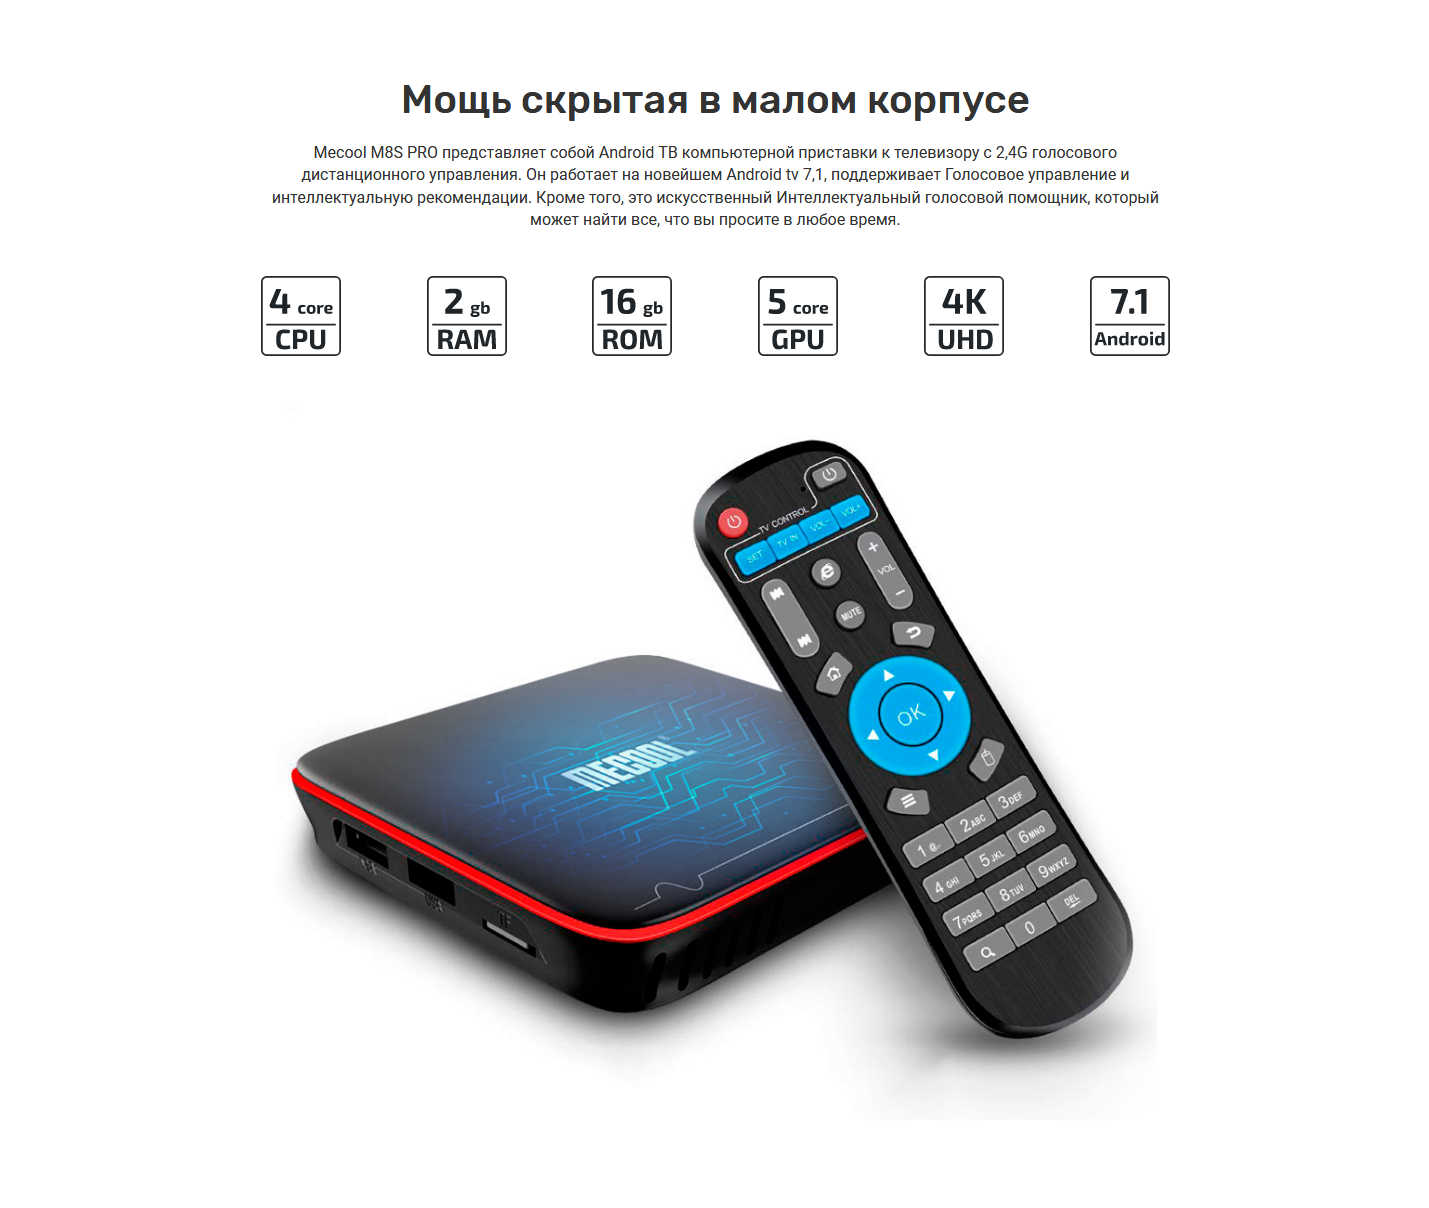 Мощь скрытая в малом корпусе
Mecool M8S PRO представляет собой Android ТВ компьютерной приставки к телевизору с 2,4G голосового
дистанционного управления. Он работает на новейшем Android tv 7,1, поддерживает Голосовое управление и
интеллектуальную рекомендации. Кроме того, это искусственный Интеллектуальный голосовой помощник, который
может найти все, что вы просите в любое время.
4 core CPU
2 gb RAM
16 gb ROM
5 core GPU
4K UHD
7.1 Android
TV CONTROL
SET TV IN VOL- VOL+
+
VOL
−
MUTE
OK
MECOOL
TF
1 @. 2 ABC 3 DEF
4 GHI 5 JKL 6 MNO
7 PQRS 8 TUV 9 WXYZ
0 DEL